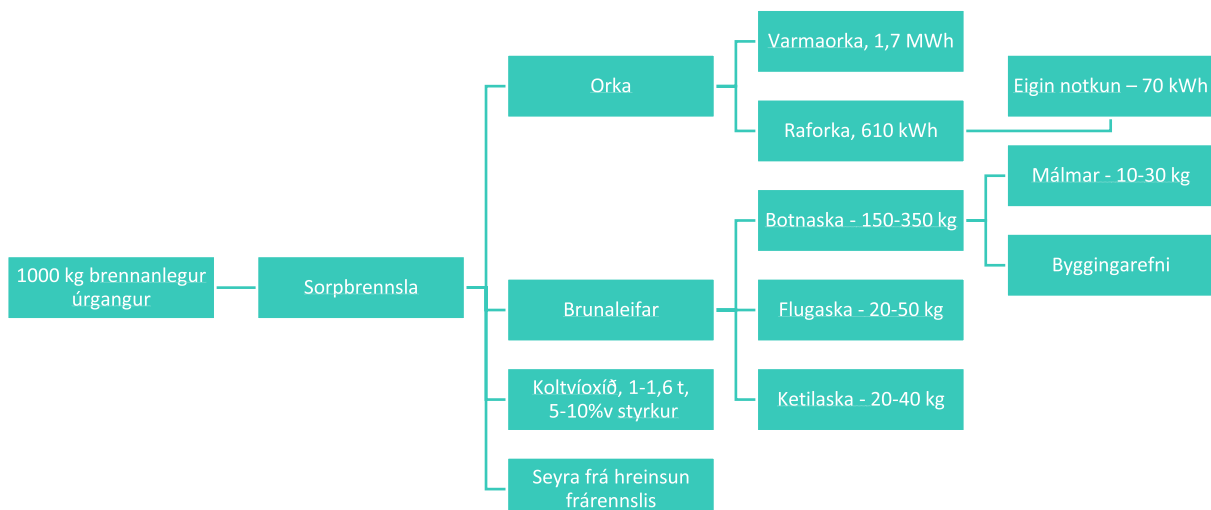 1000 kg brennanlegur
úrgangur
Sorpbrennsla
Orka
Varmaorka, 1,7 MWh
Raforka, 610 kWh
Eigin notkun – 70 kWh
Brunaleifar
Botnaska - 150-350 kg
Málmar - 10-30 kg
Byggingarefni
Flugaska - 20-50 kg
Ketilaska - 20-40 kg
Koltvíoxíð, 1-1,6 t,
5-10%v styrkur
Seyra frá hreinsun
frárennslis